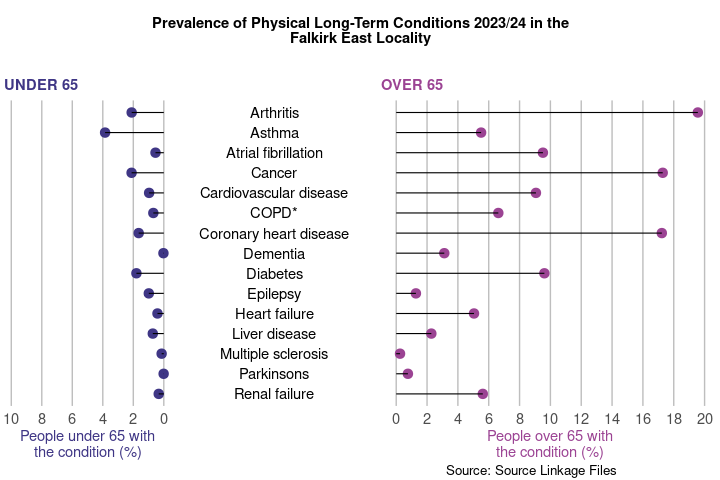 Prevalence of Physical Long-Term Conditions 2023/24 in the
Falkirk East Locality
UNDER 65
OVER 65
Arthritis
Asthma
Atrial fibrillation
Cancer
Cardiovascular disease
COPD*
Coronary heart disease
Dementia
Diabetes
Epilepsy
Heart failure
Liver disease
Multiple sclerosis
Parkinsons
Renal failure
10 8 6 4 2 0
0 2 4 6 8 10 12 14 16 18 20
People under 65 with
the condition (%)
People over 65 with
the condition (%)
Source: Source Linkage Files